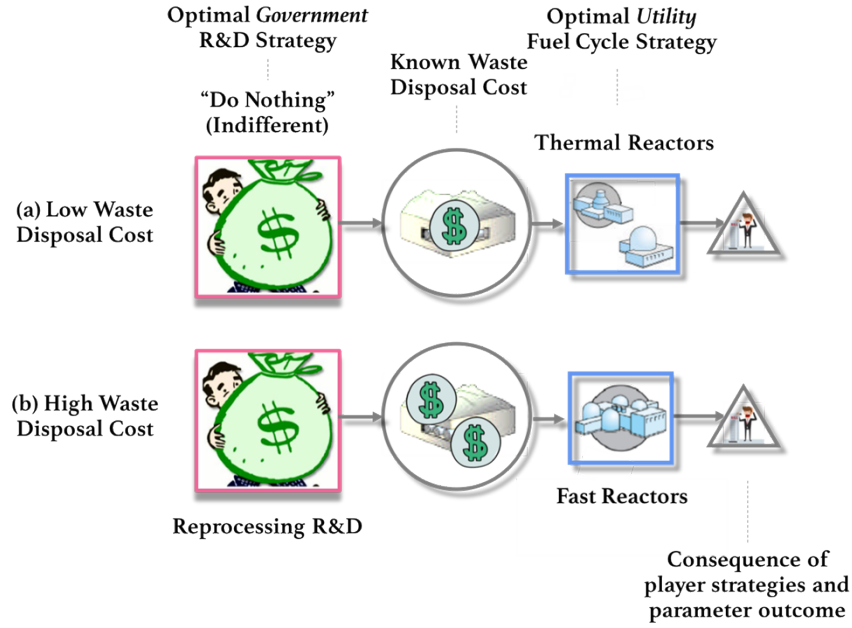 Optimal Government
R&D Strategy
Optimal Utility
Fuel Cycle Strategy
Known Waste
Disposal Cost
“Do Nothing”
(Indifferent)
Thermal Reactors
(a) Low Waste
Disposal Cost
$
$
(b) High Waste
Disposal Cost
$
$
$
Reprocessing R&D
Fast Reactors
Consequence of
player strategies and
parameter outcome